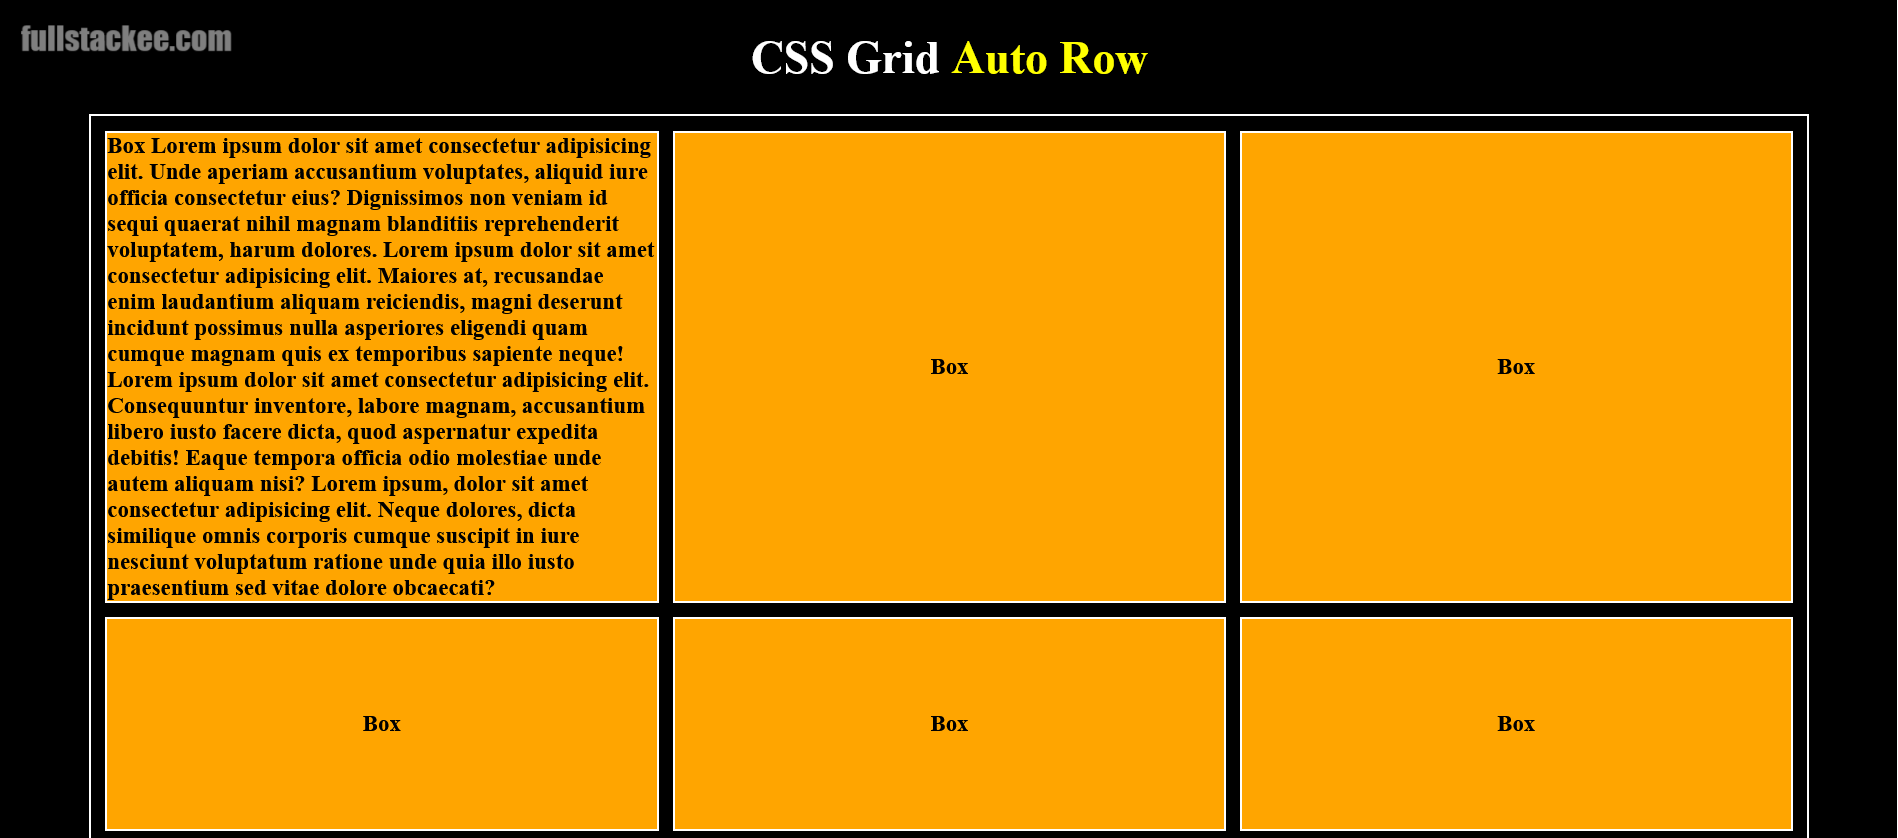 fullstackee.com
CSS Grid Auto Row
Box Lorem ipsum dolor sit amet consectetur adipisicing
elit. Unde aperiam accusantium voluptates, aliquid iure
officia consectetur eius? Dignissimos non veniam id
sequi quaerat nihil magnam blanditiis reprehenderit
voluptatem, harum dolores. Lorem ipsum dolor sit amet
consectetur adipisicing elit. Maiores at, recusandae
enim laudantium aliquam reiciendis, magni deserunt
incidunt possimus nulla asperiores eligendi quam
cumque magnam quis ex temporibus sapiente neque!
Lorem ipsum dolor sit amet consectetur adipisicing elit.
Consequuntur inventore, labore magnam, accusantium
libero iusto facere dicta, quod aspernatur expedita
debitis! Eaque tempora officia odio molestiae unde
autem aliquam nisi? Lorem ipsum, dolor sit amet
consectetur adipisicing elit. Neque dolores, dicta
similique omnis corporis cumque suscipit in iure
nesciunt voluptatum ratione unde quia illo iusto
praesentium sed vitae dolore obcaecati?
Box
Box
Box
Box
Box